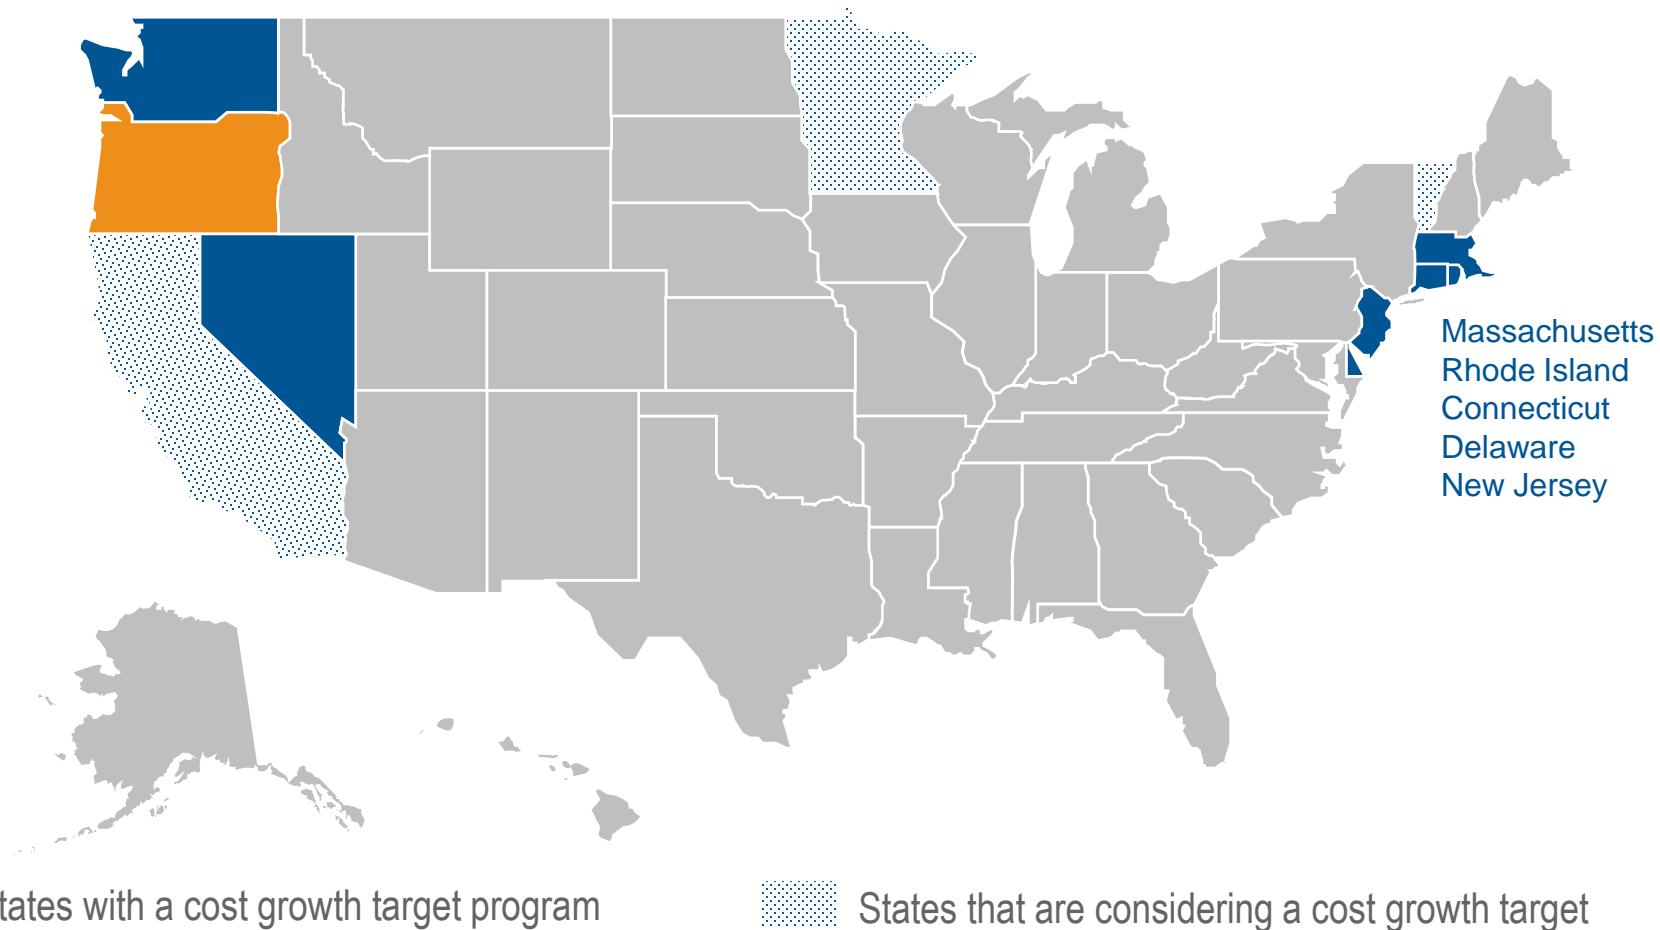 Massachusetts
Rhode Island
Connecticut
Delaware
New Jersey
tates with a cost growth target program
States that are considering a cost growth target